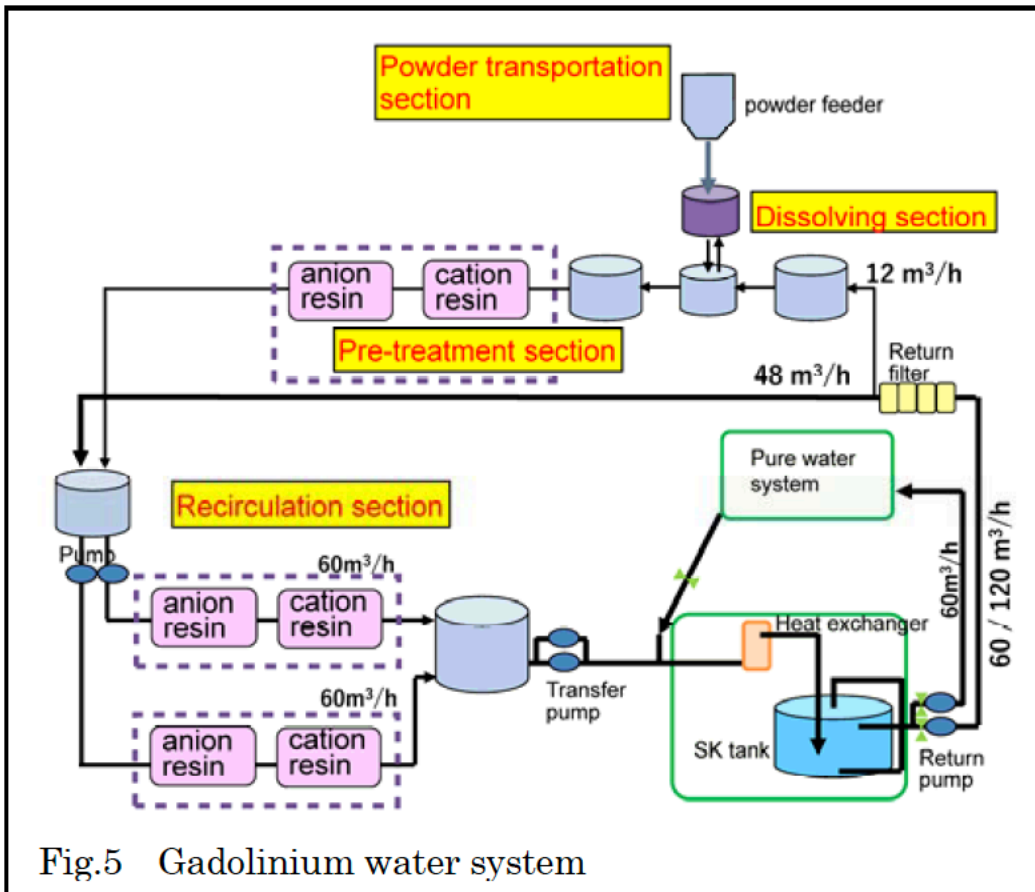 Powder transportation
section
powder feeder
Dissolving section
anion
resin
cation
resin
12 m³/h
Pre-treatment section
Return
filter
48 m³/h
Pure water
system
Recirculation section
Pump
60m³/h
anion
resin
cation
resin
60m³/h
60 / 120 m³/h
Heat exchanger
Transfer
pump
60m³/h
anion
resin
cation
resin
SK tank
Return
pump
Fig.5 Gadolinium water system